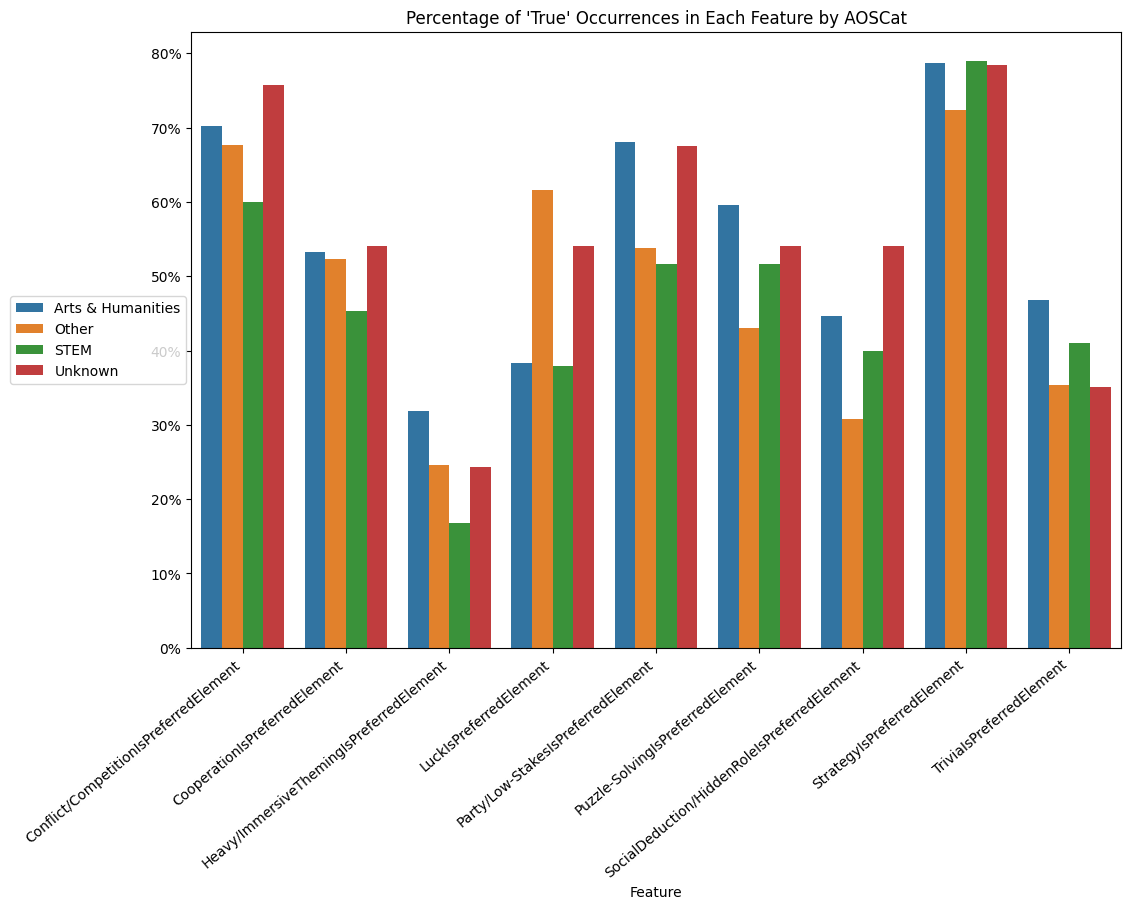 Percentage of 'True' Occurrences in Each Feature by AOSCat
80%
70%
60%
50%
40%
30%
20%
10%
0%
Arts & Humanities
Other
STEM
Unknown
Conflict/CompetitionIsPreferredElement
CooperationIsPreferredElement
Heavy/ImmersiveThemingIsPreferredElement
LuckIsPreferredElement
Party/Low-StakesIsPreferredElement
Puzzle-SolvingIsPreferredElement
SocialDeduction/HiddenRoleIsPreferredElement
StrategyIsPreferredElement
TriviaIsPreferredElement
Feature